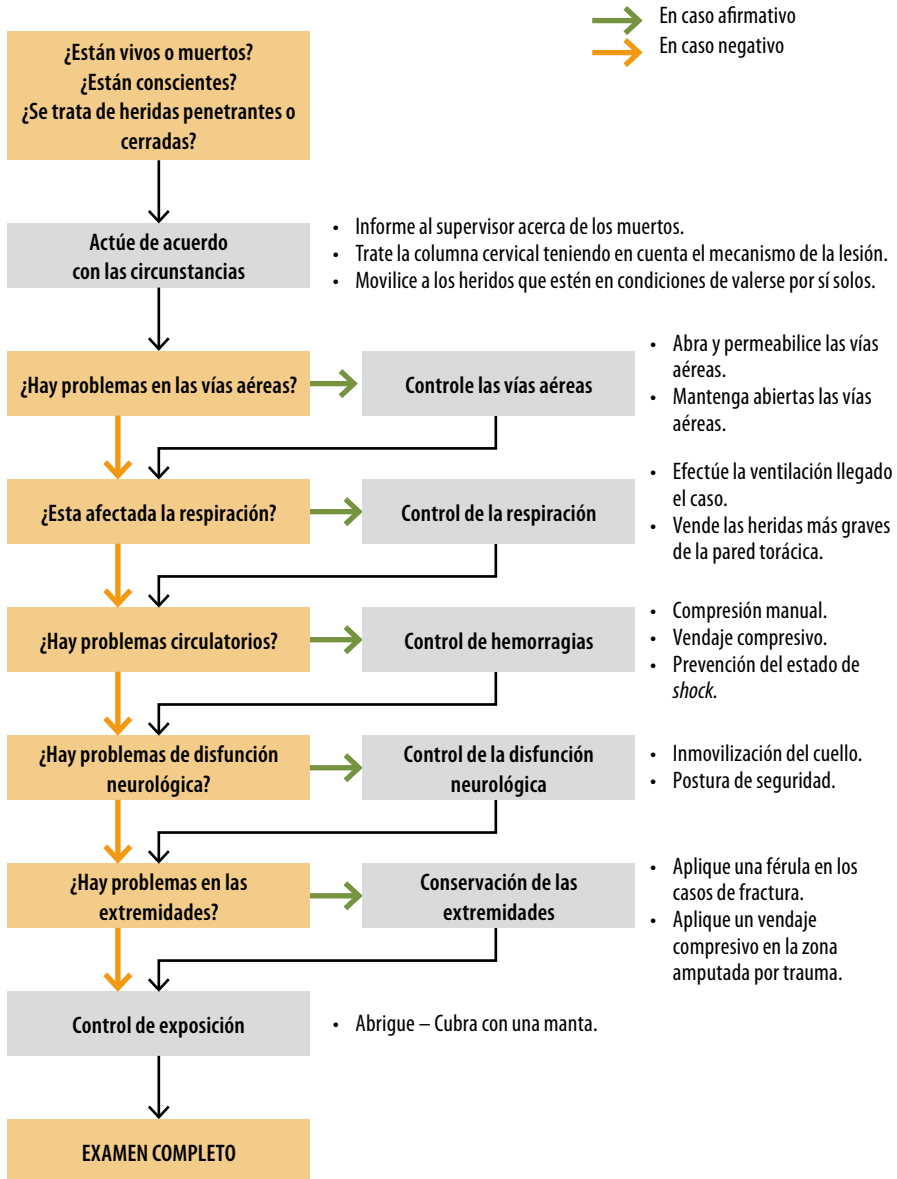 En caso afirmativo
En caso negativo
¿Están vivos o muertos?
¿Están conscientes?
¿Se trata de heridas penetrantes o
cerradas?
Actúe de acuerdo
con las circunstancias
• Informe al supervisor acerca de los muertos.
• Trate la columna cervical teniendo en cuenta el mecanismo de la lesión.
• Movilice a los heridos que estén en condiciones de valerse por sí solos.
¿Hay problemas en las vías aéreas?
Controle las vías aéreas
• Abra y permeabilice las vías
aéreas.
• Mantenga abiertas las vías
aéreas.
¿Esta afectada la respiración?
Control de la respiración
• Efectúe la ventilación llegado
el caso.
• Vende las heridas más graves
de la pared torácica.
¿Hay problemas circulatorios?
Control de hemorragias
• Compresión manual.
• Vendaje compresivo.
• Prevención del estado de
shock.
¿Hay problemas de disfunción
neurológica?
Control de la disfunción
neurológica
• Inmovilización del cuello.
• Postura de seguridad.
¿Hay problemas en las
extremidades?
Conservación de las
extremidades
• Aplique una férula en los
casos de fractura.
• Aplique un vendaje
compresivo en la zona
amputada por trauma.
Control de exposición
• Abrigue – Cubra con una manta.
EXAMEN COMPLETO